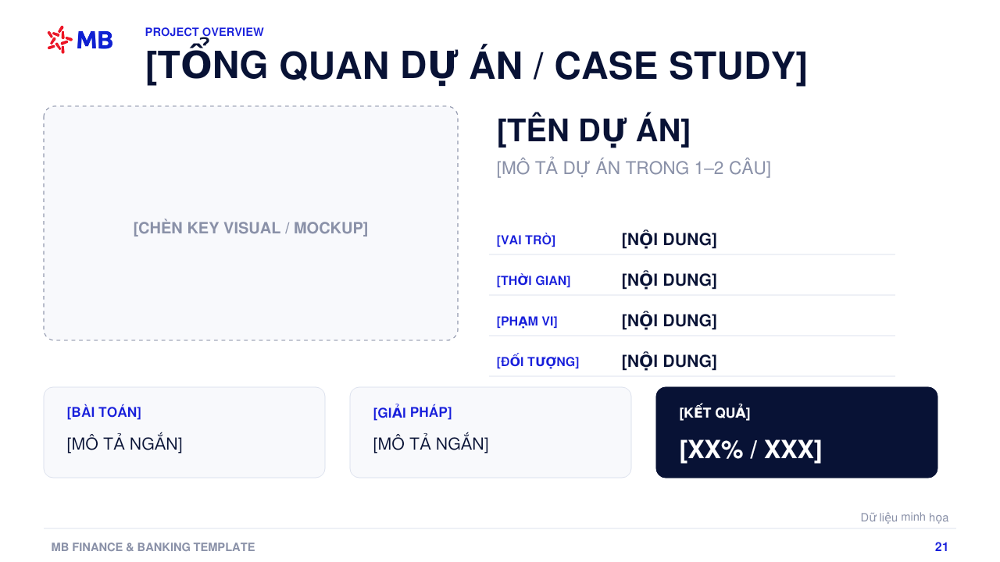 MB
PROJECT OVERVIEW
[TỔNG QUAN DỰ ÁN / CASE STUDY]
[CHÈN KEY VISUAL / MOCKUP]
[TÊN DỰ ÁN]
[MÔ TẢ DỰ ÁN TRONG 1–2 CÂU]
[VAI TRÒ] [NỘI DUNG]
[THỜI GIAN] [NỘI DUNG]
[PHẠM VI] [NỘI DUNG]
[ĐỐI TƯỢNG] [NỘI DUNG]
[BÀI TOÁN]
[MÔ TẢ NGẮN]
[GIẢI PHÁP]
[MÔ TẢ NGẮN]
[KẾT QUẢ]
[XX% / XXX]
Dữ liệu minh họa
MB FINANCE & BANKING TEMPLATE 21